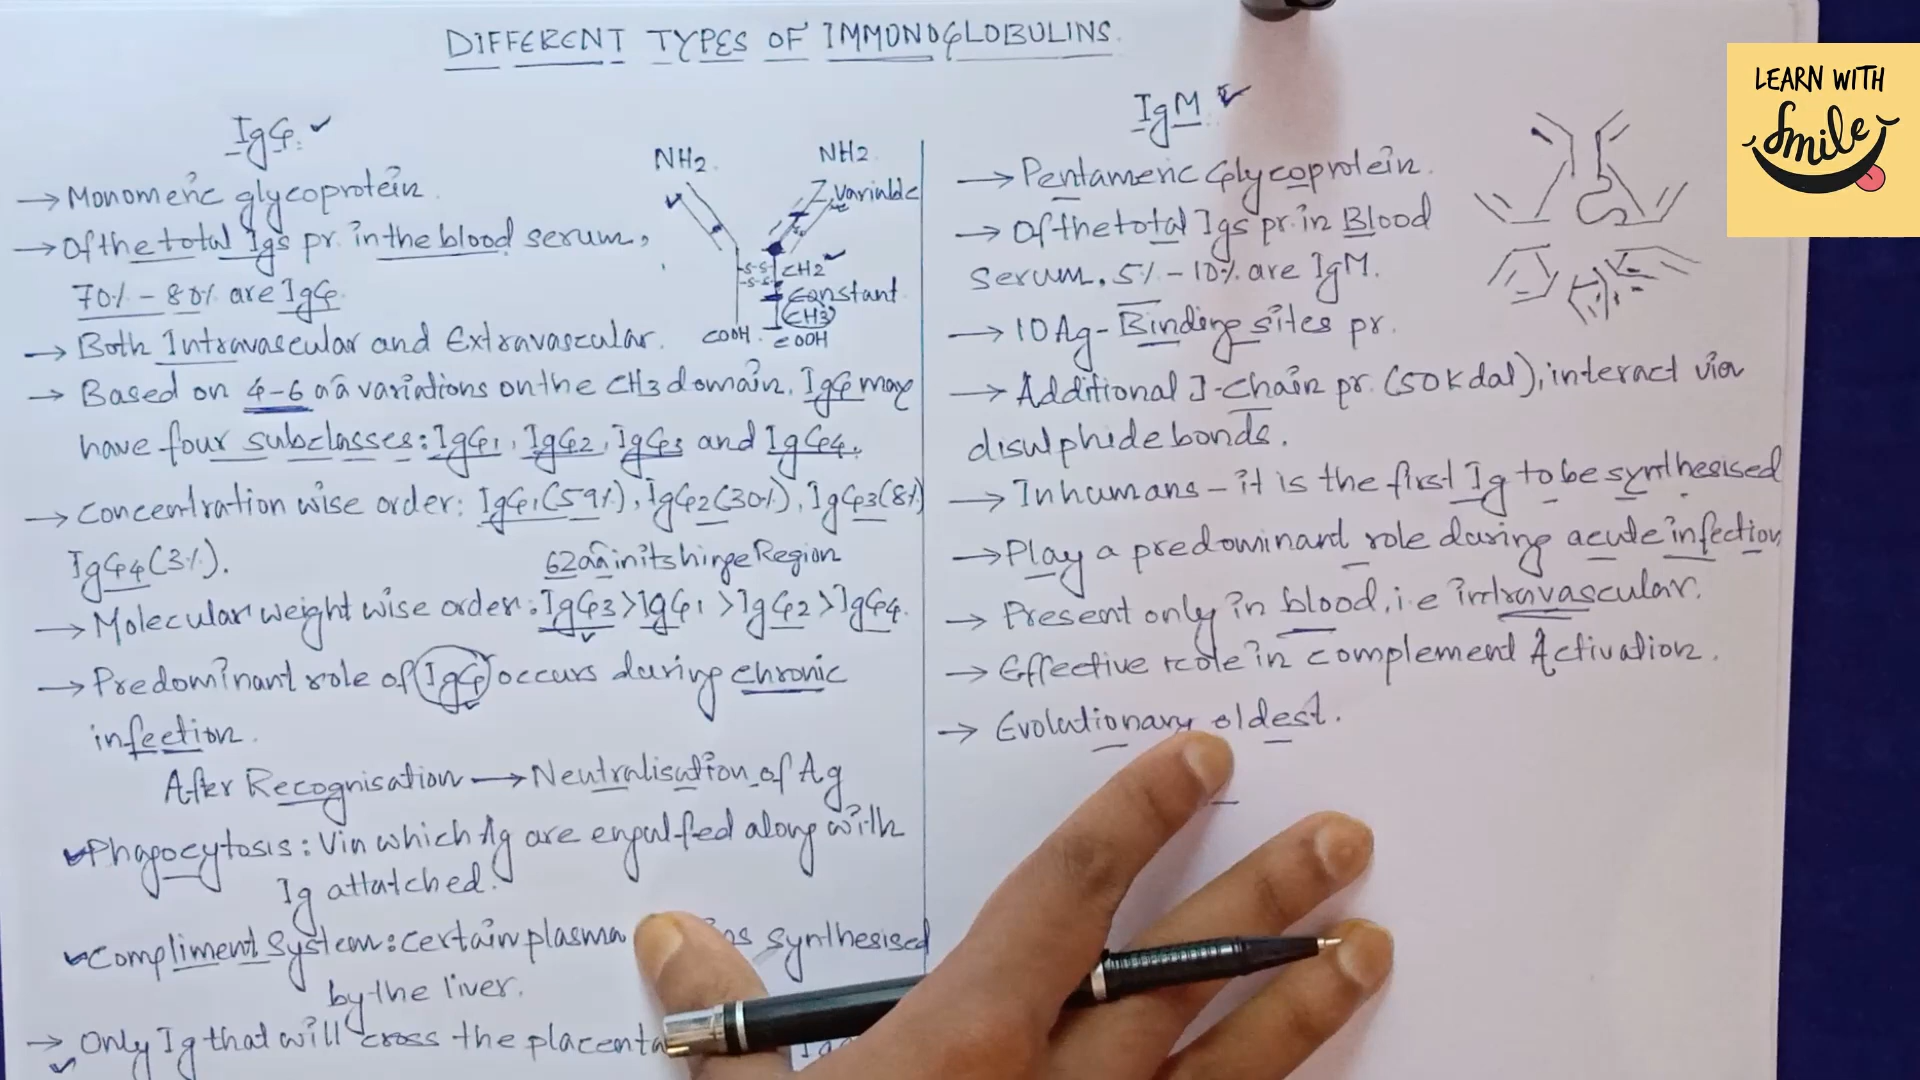 DIFFERENT TYPES OF IMMUNOGLOBULINS.
LEARN WITH
Smile
IgG.
→ Monomeric glycoprotein.
→ Of the total Igs pr. in the blood serum,
70% - 80% are IgG.
→ Both Intravascular and Extravascular.
→ Based on 4-6 aa variations on the CH3 domain. IgG may
have four subclasses: IgG1, IgG2, IgG3 and IgG4.
→ Concentration wise order: IgG1(59%), IgG2(30%), IgG3(8%)
IgG4(3%).
62aa in its hinge Region
→ Molecular weight wise order: IgG3>IgG1>IgG2>IgG4.
→ Predominant role of IgG occurs during chronic
infection.
After Recognisation → Neutralisation of Ag
Phagocytosis: Via which Ag are engulfed along with
Ig attatched.
Compliment System: certain plasma synthesised
by the liver.
→ Only Ig that will cross the placenta
NH2.
NH2.
variable
-S-S-
CH2
-S-S-
constant
CH3
COOH
COOH
IgM.
→ Pentameric Glycoprotein.
→ Of the total Igs pr. in Blood
serum, 5% - 10% are IgM.
→ 10 Ag-Binding sites pr.
→ Additional J-chain pr. (50Kdal), interact via
disulphide bonds.
→ In humans - it is the first Ig to be synthesised
→ Play a predominant role during acute infection
→ Present only in blood, i.e intravascular.
→ Effective role in complement Activation.
→ Evolutionary oldest.